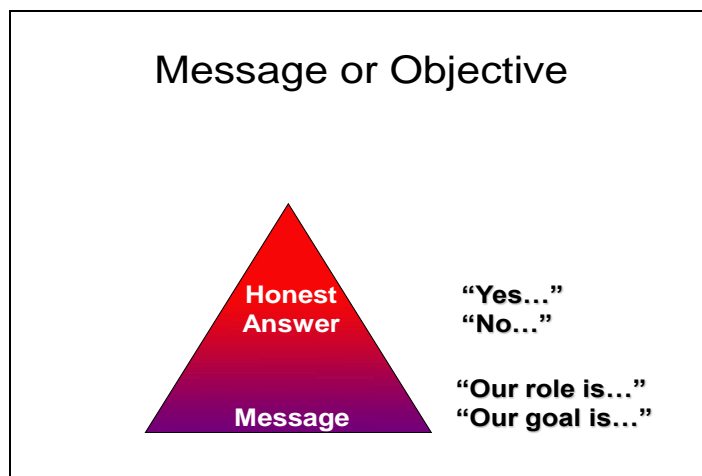 Message or Objective
Honest
Answer
“Yes…”
“No…”
Message
“Our role is…”
“Our goal is…”